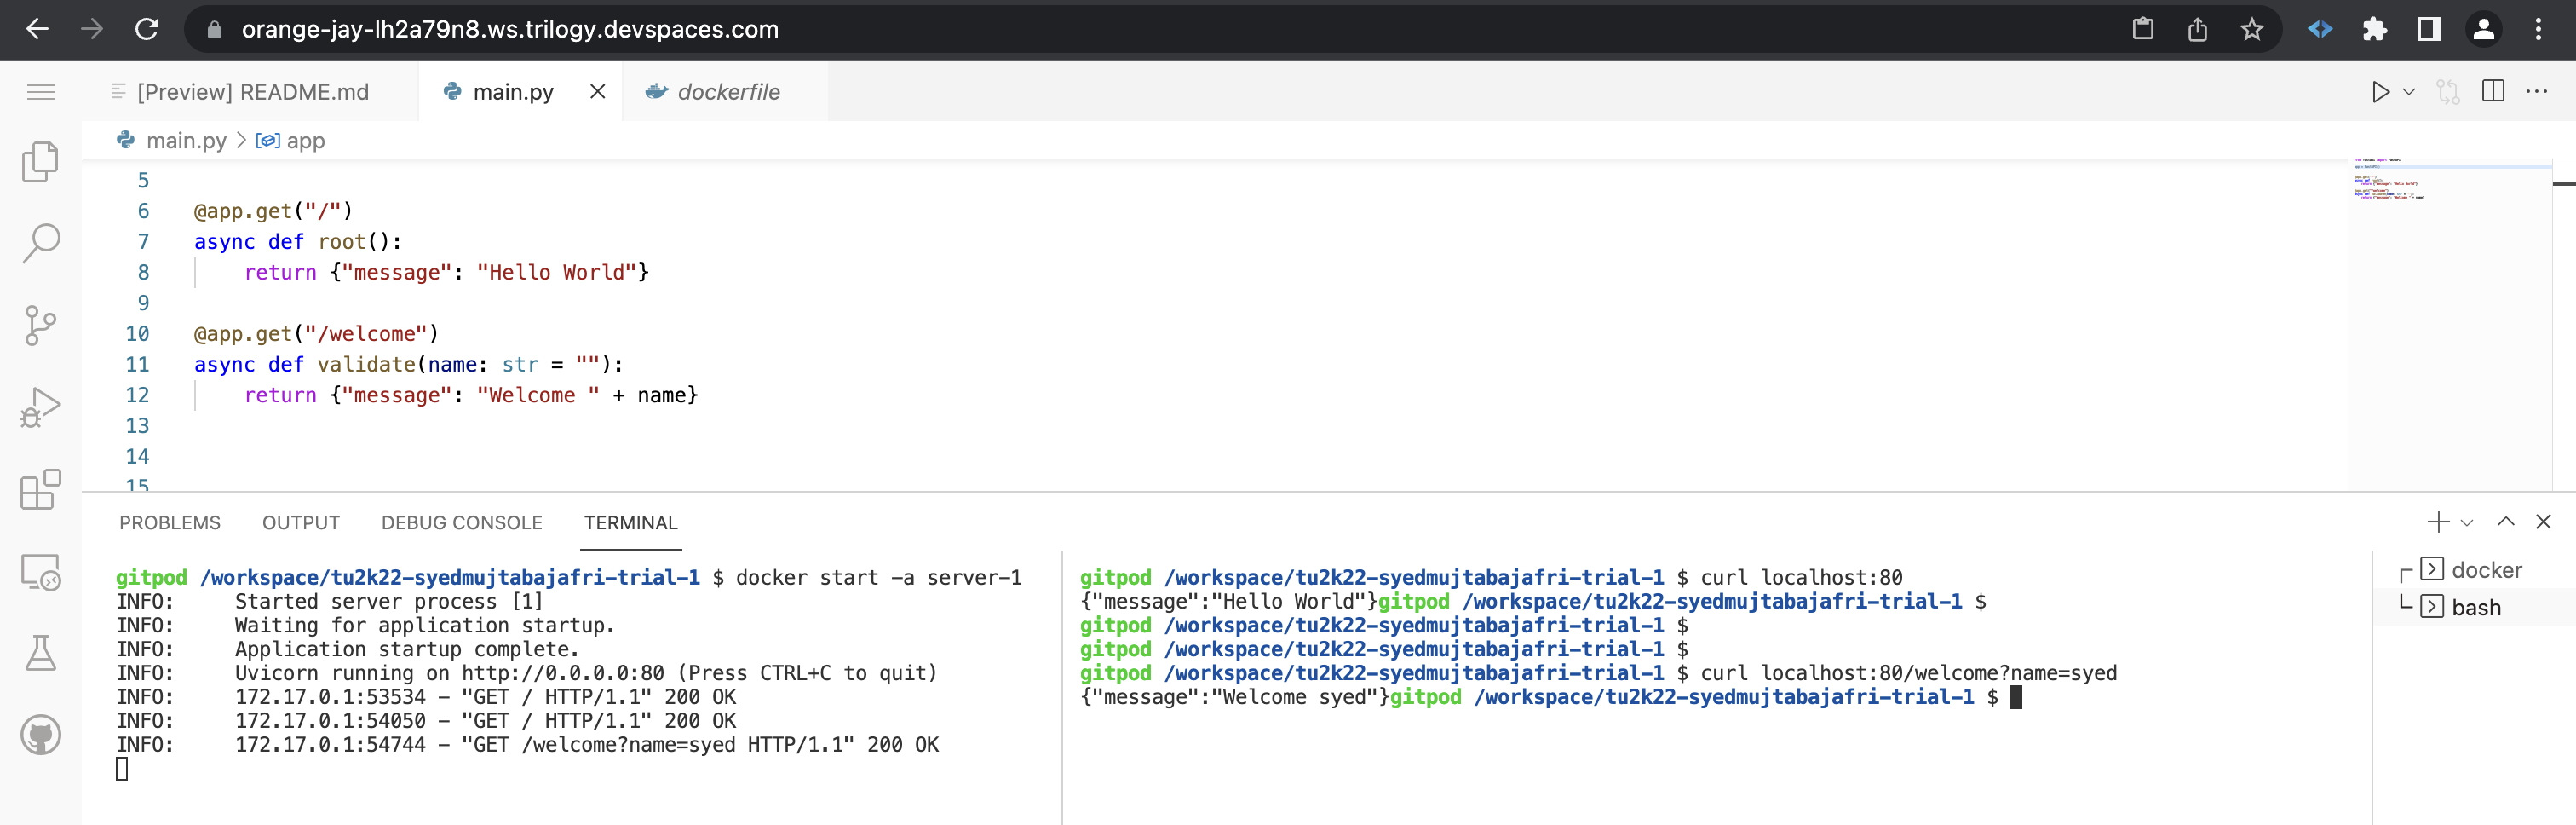 orange-jay-lh2a79n8.ws.trilogy.devspaces.com
[Preview] README.md
main.py
dockerfile
main.py > app
5
6 @app.get("/")
7 async def root():
8 return {"message": "Hello World"}
9
10 @app.get("/welcome")
11 async def validate(name: str = ""):
12 return {"message": "Welcome " + name}
13
14
15
PROBLEMS OUTPUT DEBUG CONSOLE TERMINAL
gitpod /workspace/tu2k22-syedmujtabajafri-trial-1 $ docker start -a server-1
INFO: Started server process [1]
INFO: Waiting for application startup.
INFO: Application startup complete.
INFO: Uvicorn running on http://0.0.0.0:80 (Press CTRL+C to quit)
INFO: 172.17.0.1:53534 - "GET / HTTP/1.1" 200 OK
INFO: 172.17.0.1:54050 - "GET / HTTP/1.1" 200 OK
INFO: 172.17.0.1:54744 - "GET /welcome?name=syed HTTP/1.1" 200 OK
gitpod /workspace/tu2k22-syedmujtabajafri-trial-1 $ curl localhost:80
{"message":"Hello World"}gitpod /workspace/tu2k22-syedmujtabajafri-trial-1 $
gitpod /workspace/tu2k22-syedmujtabajafri-trial-1 $
gitpod /workspace/tu2k22-syedmujtabajafri-trial-1 $
gitpod /workspace/tu2k22-syedmujtabajafri-trial-1 $ curl localhost:80/welcome?name=syed
{"message":"Welcome syed"}gitpod /workspace/tu2k22-syedmujtabajafri-trial-1 $
docker
bash